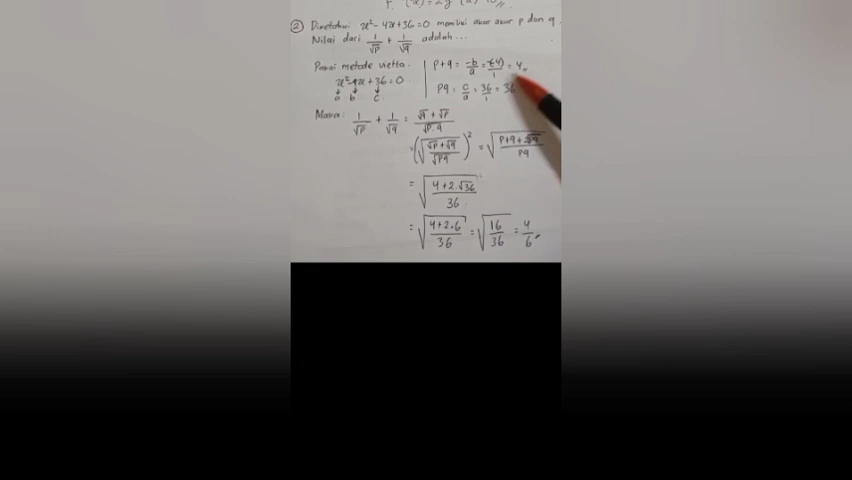 ② Diketahui x² - 4x + 36 = 0 memiliki akar akar p dan q.
Nilai dari 1/√p + 1/√q adalah...
Pakai metode vietta
x² - 4x + 36 = 0
a b c
p + q = -b/a = -(-4)/1 = 4
pq = c/a = 36/1 = 36
Maka : 1/√p + 1/√q = (√q + √p)/√p.q
= (√((√p + √q)/√pq))² = √((p + q + 2√pq)/pq)
= √((4 + 2.√36)/36)
= √((4 + 2.6)/36) = √(16/36) = 4/6